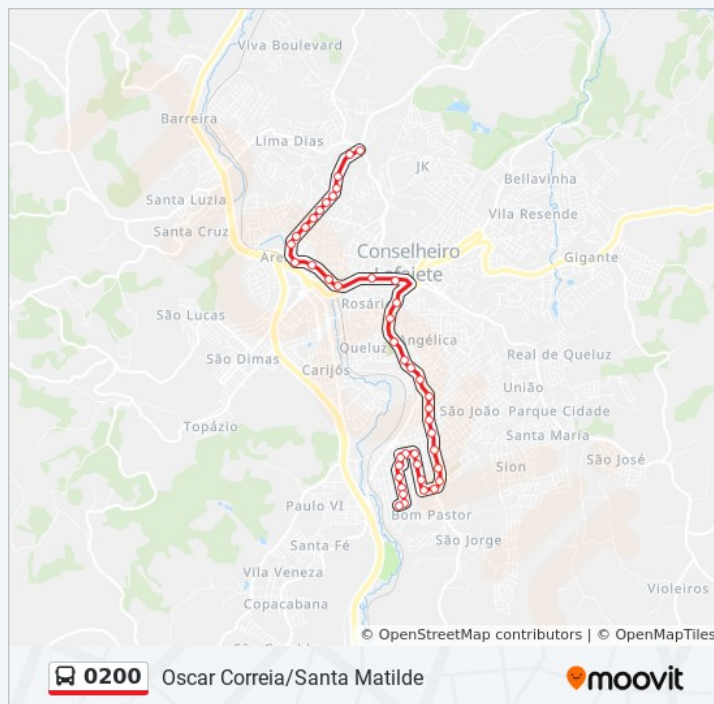 Viva Boulevard
Barreira
Lima Dias
JK
Bellavinha
Santa Luzia
Vila Resende
Santa Cruz
Conselheiro
Lafaiete
Gigante
Are
Rosário
São Lucas
Angélica
Queluz
São Dimas
Real de Queluz
Carijós
União
São João
Parque Cidade
Topázio
Santa Maria
Sion
São José
Paulo VI
Bom Pastor
Santa Fé
São Jorge
Vila Veneza
Copacabana
Violeiros
© OpenStreetMap contributors | © OpenMapTiles
0200
Oscar Correia/Santa Matilde
moovit